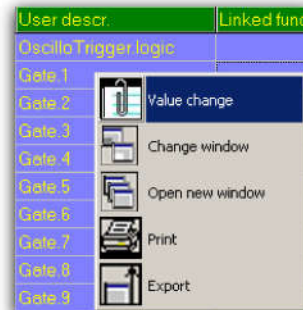 User descr. Linked func
OscilloTrigger.logic
Gate.1
Gate.2
Gate.3
Gate.4
Gate.5
Gate.6
Gate.7
Gate.8
Gate.9
Value change
Change window
Open new window
Print
Export